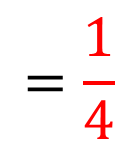 = 1/4